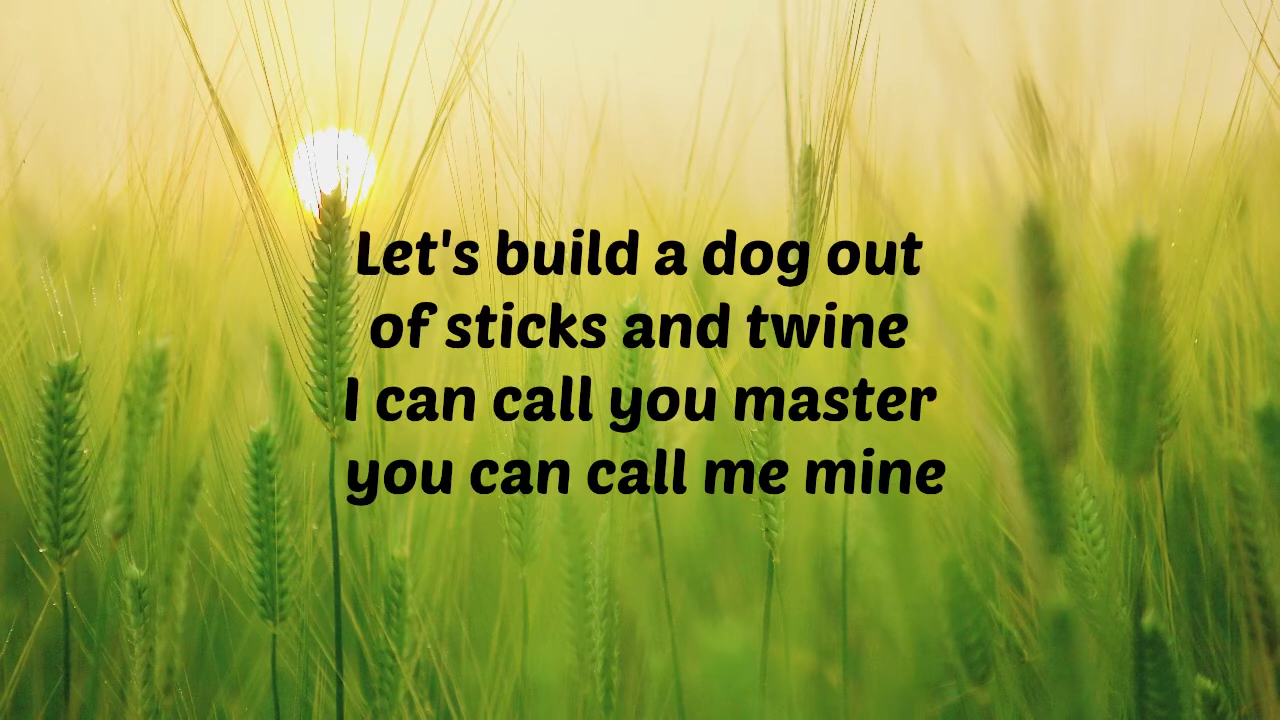 Let's build a dog out
of sticks and twine
I can call you master
you can call me mine